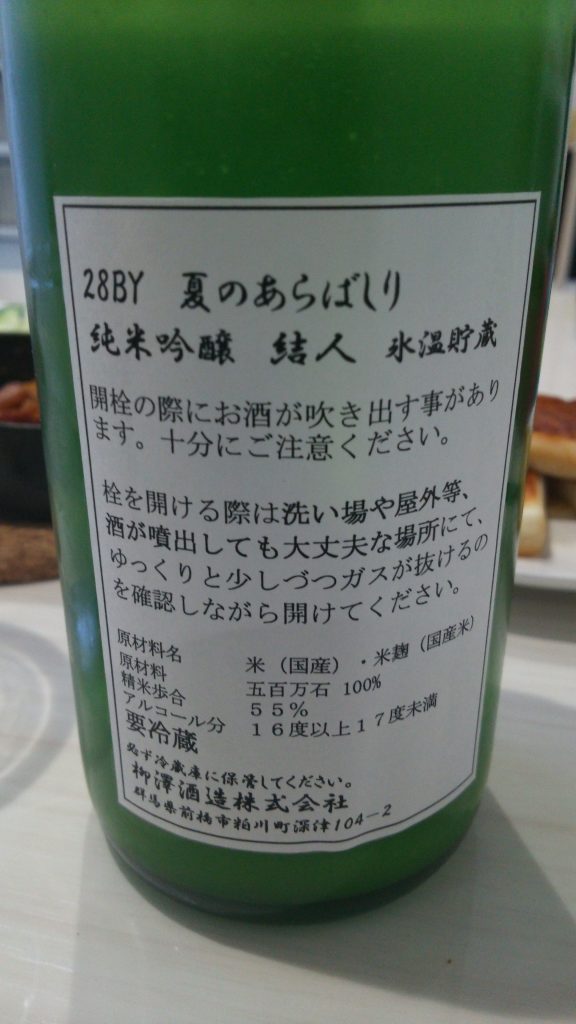 28BY 夏のあらばしり
純米吟醸 結人 氷温貯蔵
開栓の際にお酒が吹き出す事があり
ます。十分にご注意ください。
栓を開ける際は洗い場や屋外等、
酒が噴出しても大丈夫な場所にて、
ゆっくりと少しづつガスが抜けるの
を確認しながら開けてください。
原材料名 米（国産）・米麹（国産米）
原材料 五百万石 100%
精米歩合 ５５％
アルコール分 １６度以上１７度未満
要冷蔵
必ず冷蔵庫に保管してください。
柳澤酒造株式会社
群馬県前橋市粕川町深津104－2